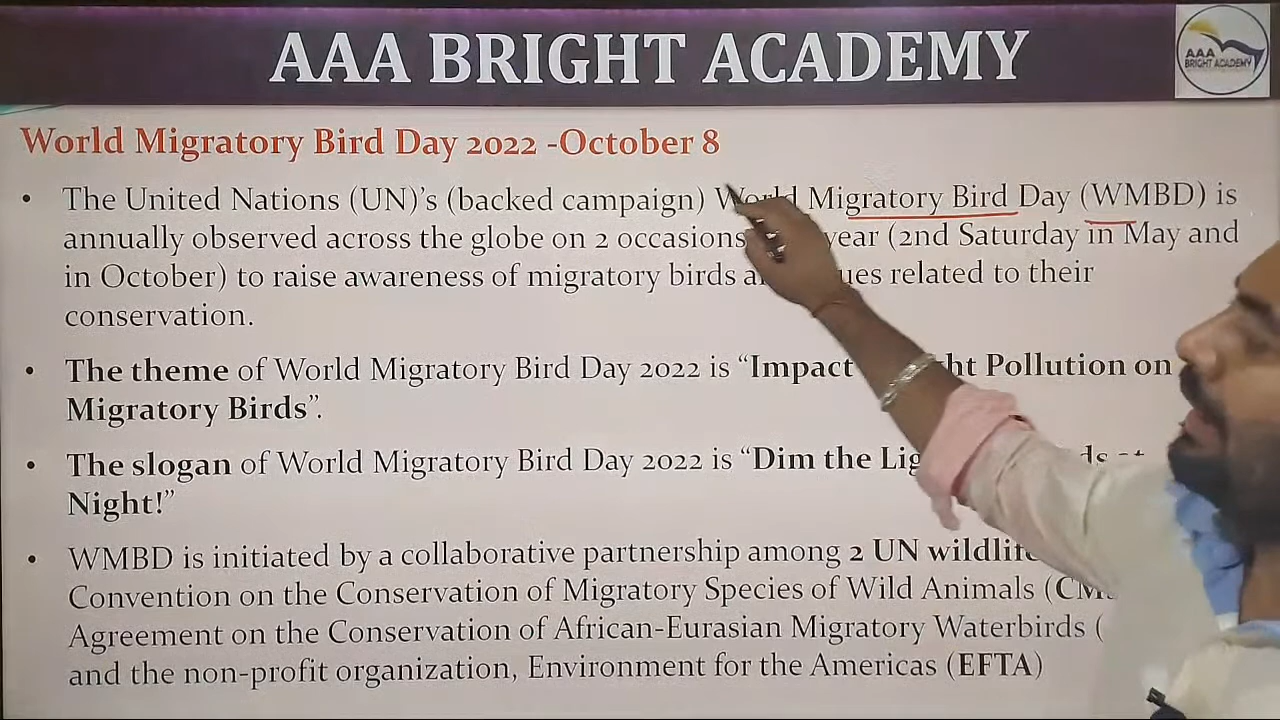 AAA BRIGHT ACADEMY
AAA
BRIGHT ACADEMY
World Migratory Bird Day 2022 -October 8
• The United Nations (UN)'s (backed campaign) World Migratory Bird Day (WMBD) is
annually observed across the globe on 2 occasions year (2nd Saturday in May and
in October) to raise awareness of migratory birds related to their
conservation.
• The theme of World Migratory Bird Day 2022 is “Impact Pollution on
Migratory Birds”.
• The slogan of World Migratory Bird Day 2022 is “Dim the
Night!”
• WMBD is initiated by a collaborative partnership among 2 UN
Convention on the Conservation of Migratory Species of Wild Animals
Agreement on the Conservation of African-Eurasian Migratory Waterbirds (
and the non-profit organization, Environment for the Americas (EFTA)